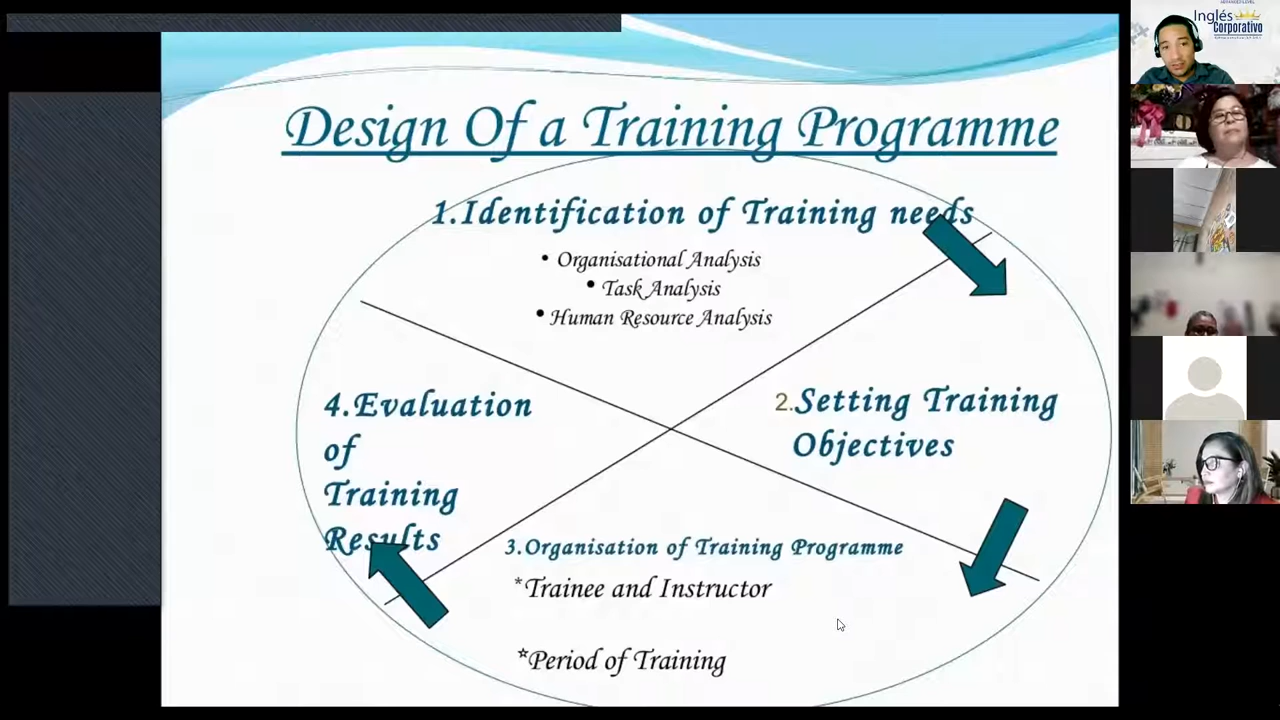 Design Of a Training Programme
1.Identification of Training needs
• Organisational Analysis
• Task Analysis
• Human Resource Analysis
2.Setting Training
Objectives
3.Organisation of Training Programme
*Trainee and Instructor
*Period of Training
4.Evaluation
of
Training
Results
Inglés
Corporativo